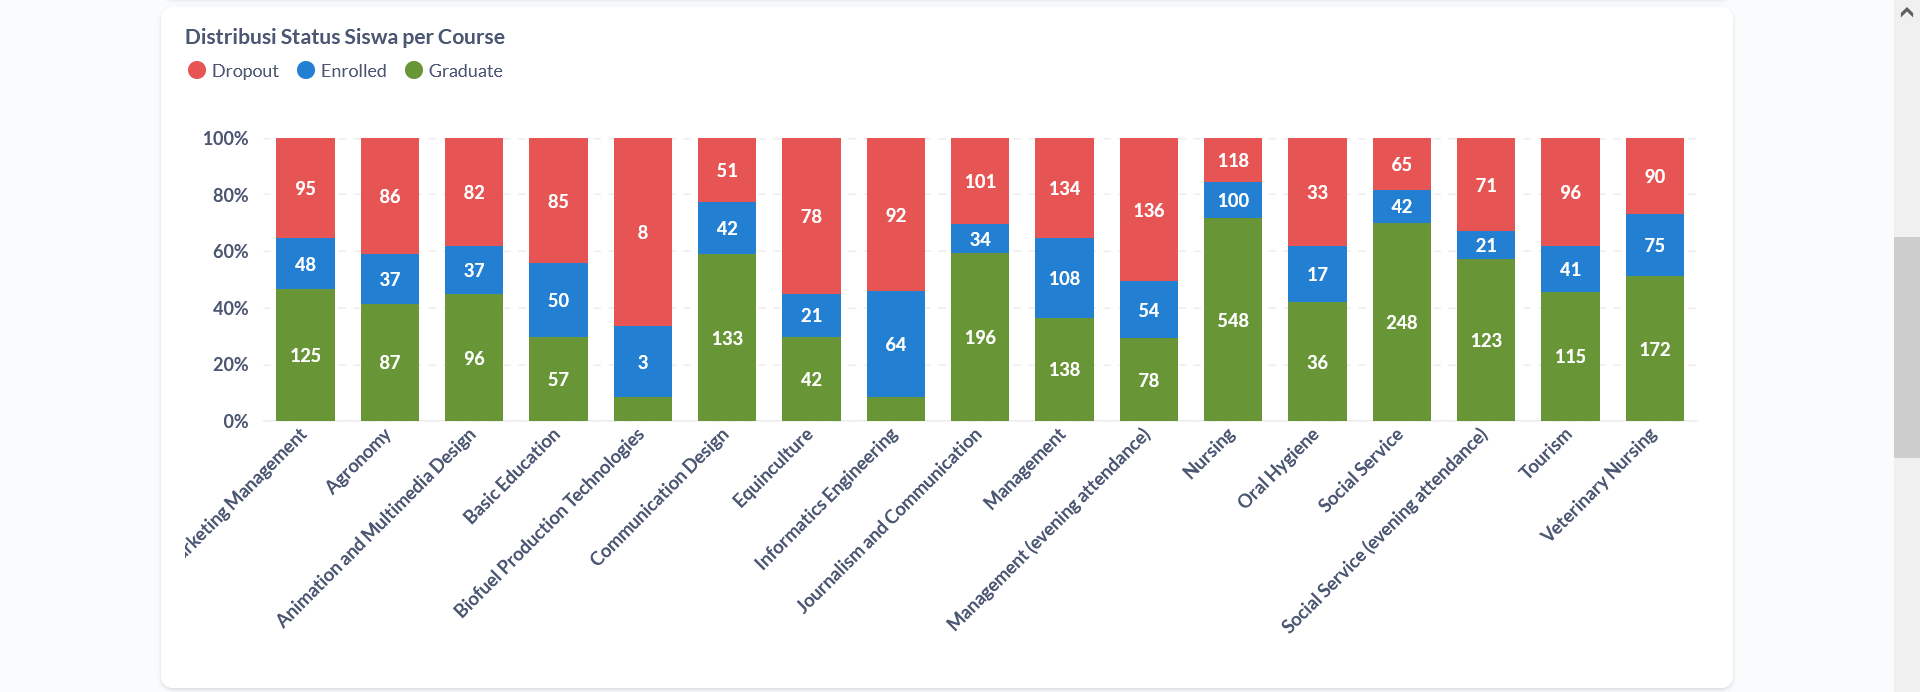 Distribusi Status Siswa per Course
Dropout Enrolled Graduate
100%
80%
60%
40%
20%
0%
95 86 82 85 8 51 78 92 101 134 136 118 33 65 71 96 90
48 37 37 50 3 42 21 64 34 108 54 100 17 42 21 41 75
125 87 96 57 133 42 196 138 78 548 36 248 123 115 172
rketing Management
Agronomy
Animation and Multimedia Design
Basic Education
Biofuel Production Technologies
Communication Design
Equinculture
Informatics Engineering
Journalism and Communication
Management
Management (evening attendance)
Nursing
Oral Hygiene
Social Service
Social Service (evening attendance)
Tourism
Veterinary Nursing